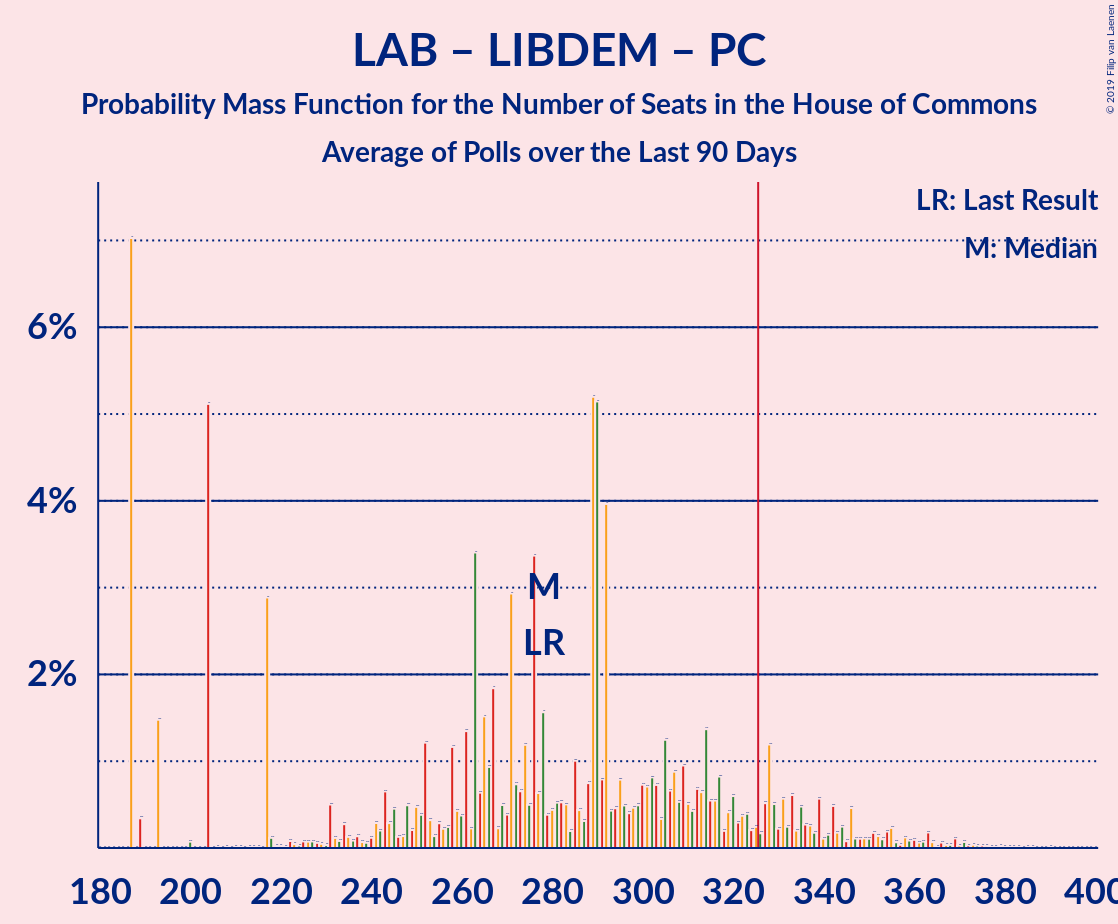 LAB – LIBDEM – PC
Probability Mass Function for the Number of Seats in the House of Commons
Average of Polls over the Last 90 Days
© 2019 Filip van Laenen
LR: Last Result
M: Median
6%
4%
2%
M
LR
180 200 220 240 260 280 300 320 340 360 380 400